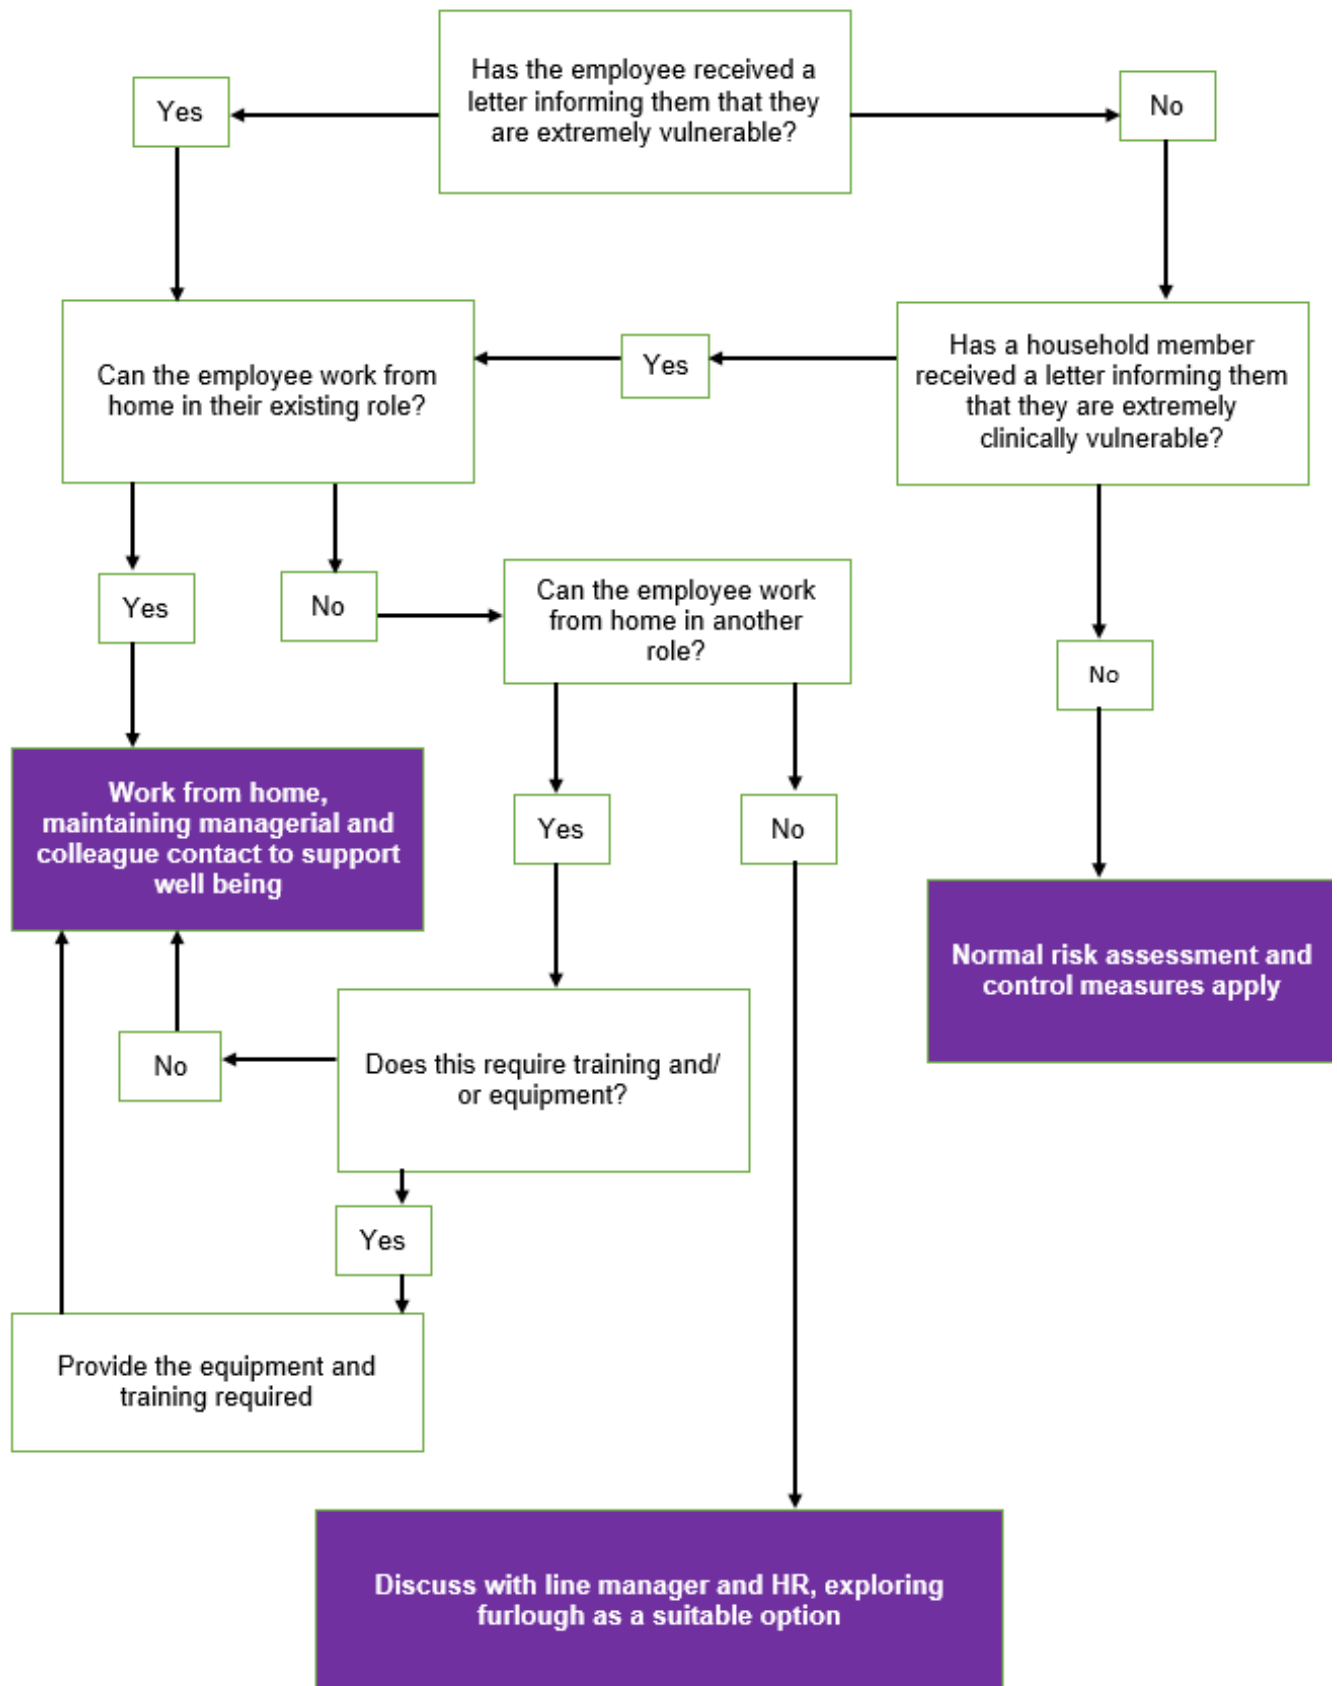 Has the employee received a
letter informing them that they
are extremely vulnerable?
Yes
No
Can the employee work from
home in their existing role?
Yes
Has a household member
received a letter informing them
that they are extremely
clinically vulnerable?
Yes
No
Can the employee work
from home in another
role?
No
Work from home,
maintaining managerial and
colleague contact to support
well being
Yes
No
Normal risk assessment and
control measures apply
No
Does this require training and/
or equipment?
Yes
Provide the equipment and
training required
Discuss with line manager and HR, exploring
furlough as a suitable option